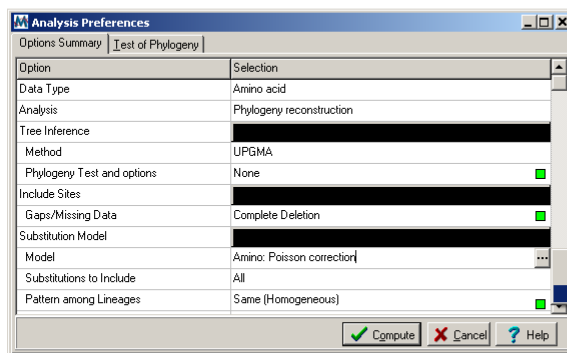 Analysis Preferences
Options Summary Test of Phylogeny
Option Selection
Data Type Amino acid
Analysis Phylogeny reconstruction
Tree Inference
Method UPGMA
Phylogeny Test and options None
Include Sites
Gaps/Missing Data Complete Deletion
Substitution Model
Model Amino: Poisson correction ...
Substitutions to Include All
Pattern among Lineages Same (Homogeneous)
Compute Cancel ? Help